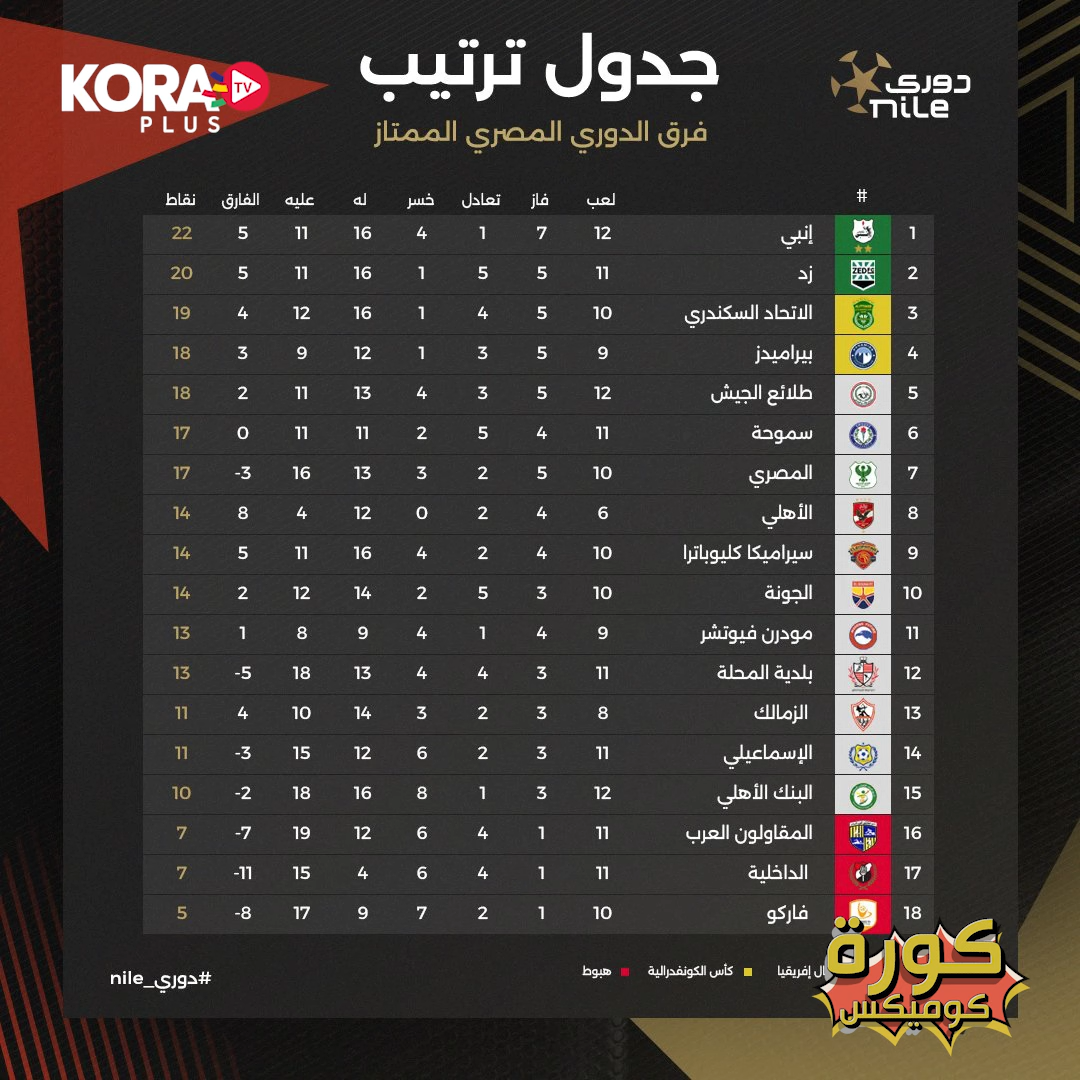 KORA TV
PLUS
جدول ترتيب
فرق الدوري المصري الممتاز
دوري
nile
# لعب فاز تعادل خسر له عليه الفارق نقاط
1 إنبي 12 7 1 4 16 11 5 22
2 ZED FC زد 11 5 5 1 16 11 5 20
3 الاتحاد السكندري 10 5 4 1 16 12 4 19
4 بيراميدز 9 5 3 1 12 9 3 18
5 طلائع الجيش 12 5 3 4 13 11 2 18
6 سموحة 11 4 5 2 11 11 0 17
7 المصري 10 5 2 3 13 16 -3 17
8 الأهلي 6 4 2 0 12 4 8 14
9 سيراميكا كليوباترا 10 4 2 4 16 11 5 14
10 الجونة 10 3 5 2 14 12 2 14
11 مودرن فيوتشر 9 4 1 4 9 8 1 13
12 بلدية المحلة 11 3 4 4 13 18 -5 13
13 الزمالك 8 3 2 3 14 10 4 11
14 الإسماعيلي 11 3 2 6 12 15 -3 11
15 البنك الأهلي 12 3 1 8 16 18 -2 10
16 المقاولون العرب 11 1 4 6 12 19 -7 7
17 الداخلية 11 1 4 6 4 15 -11 7
18 فاركو 10 1 2 7 9 17 -8 5
إفريقيا كأس الكونفدرالية هبوط
#دوري_nile
كورة
كوميكس